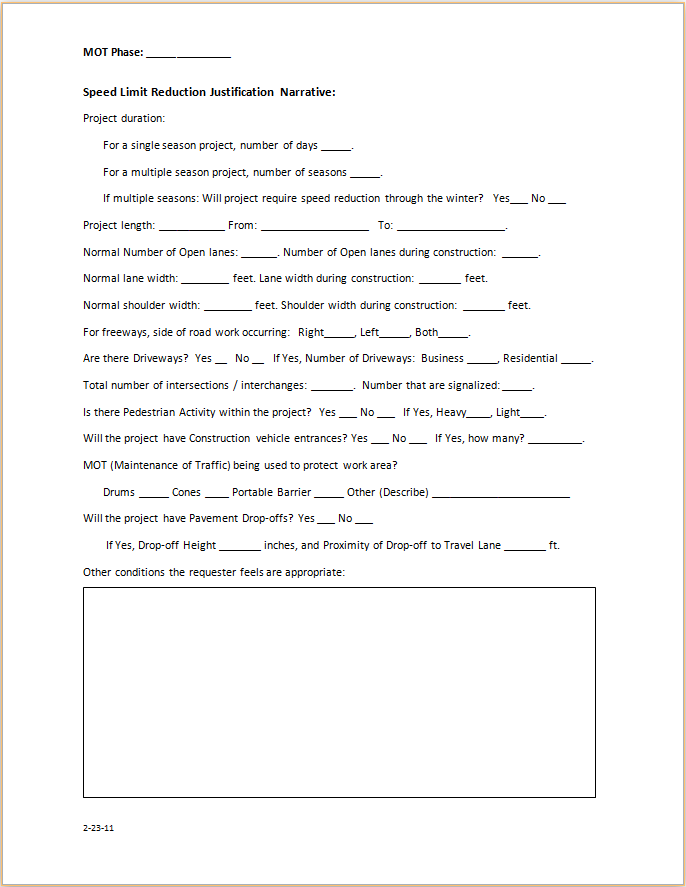 MOT Phase: ______________
Speed Limit Reduction Justification Narrative:
Project duration:
For a single season project, number of days _____.
For a multiple season project, number of seasons _____.
If multiple seasons: Will project require speed reduction through the winter? Yes___ No ___
Project length: ___________ From: __________________ To: __________________.
Normal Number of Open lanes: ______. Number of Open lanes during construction: ______.
Normal lane width: ________ feet. Lane width during construction: _______ feet.
Normal shoulder width: ________ feet. Shoulder width during construction: _______ feet.
For freeways, side of road work occurring: Right_____, Left_____, Both_____.
Are there Driveways? Yes __ No __ If Yes, Number of Driveways: Business _____, Residential _____.
Total number of intersections / interchanges: _______. Number that are signalized: _____.
Is there Pedestrian Activity within the project? Yes ___ No ___ If Yes, Heavy____, Light____.
Will the project have Construction vehicle entrances? Yes ___ No ___ If Yes, how many? _________.
MOT (Maintenance of Traffic) being used to protect work area?
Drums _____ Cones ____ Portable Barrier _____ Other (Describe) _______________________
Will the project have Pavement Drop-offs? Yes ___ No ___
If Yes, Drop-off Height _______ inches, and Proximity of Drop-off to Travel Lane _______ ft.
Other conditions the requester feels are appropriate:
2-23-11